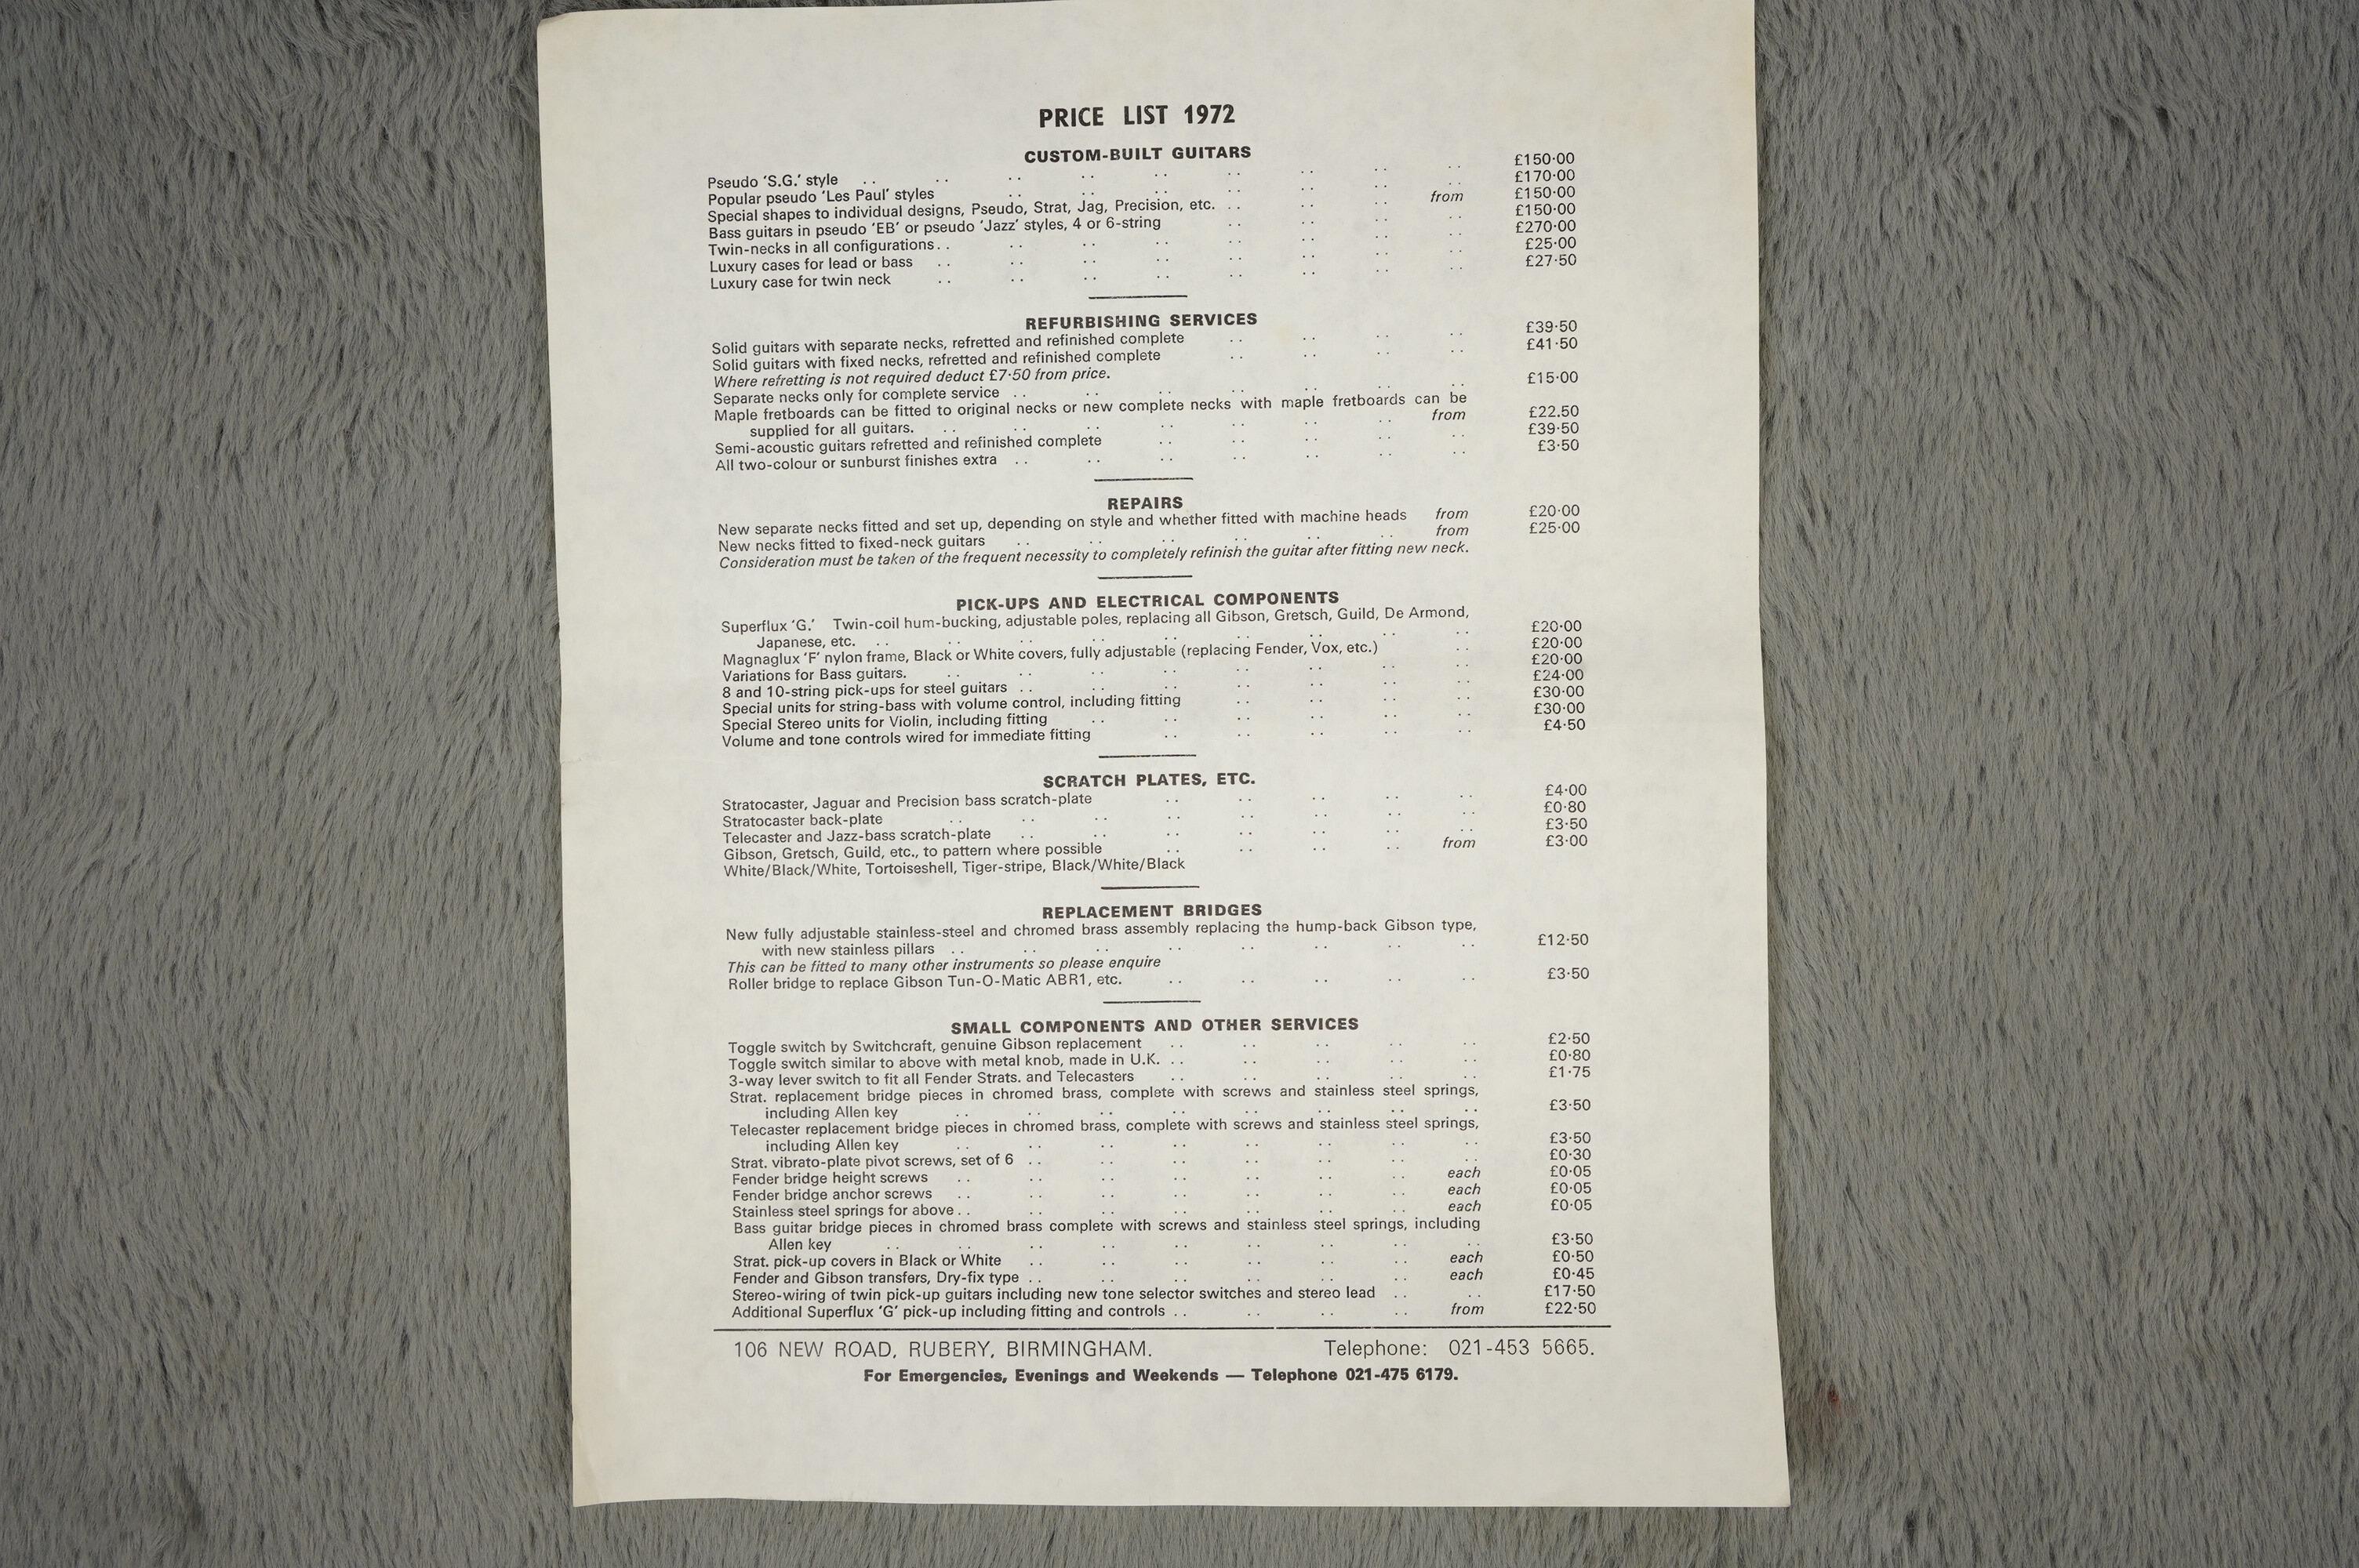 PRICE LIST 1972
CUSTOM-BUILT GUITARS
Pseudo 'S.G.' style .. .. .. .. .. .. .. .. .. £150·00
Popular pseudo 'Les Paul' styles .. .. .. .. .. .. .. £170·00
Special shapes to individual designs, Pseudo, Strat, Jag, Precision, etc. .. .. .. from £150·00
Bass guitars in pseudo 'EB' or pseudo 'Jazz' styles, 4 or 6-string .. .. .. .. £150·00
Twin-necks in all configurations .. .. .. .. .. .. .. .. £270·00
Luxury cases for lead or bass .. .. .. .. .. .. .. .. £25·00
Luxury case for twin neck .. .. .. .. .. .. .. .. £27·50
REFURBISHING SERVICES
Solid guitars with separate necks, refretted and refinished complete .. .. .. .. £39·50
Solid guitars with fixed necks, refretted and refinished complete .. .. .. .. £41·50
Where refretting is not required deduct £7·50 from price.
Separate necks only for complete service .. .. .. .. .. .. .. £15·00
Maple fretboards can be fitted to original necks or new complete necks with maple fretboards can be
supplied for all guitars. .. .. .. .. .. .. .. from £22.50
Semi-acoustic guitars refretted and refinished complete .. .. .. .. .. £39·50
All two-colour or sunburst finishes extra .. .. .. .. .. .. .. £3·50
REPAIRS
New separate necks fitted and set up, depending on style and whether fitted with machine heads from £20·00
New necks fitted to fixed-neck guitars .. .. .. .. .. .. from £25·00
Consideration must be taken of the frequent necessity to completely refinish the guitar after fitting new neck.
PICK-UPS AND ELECTRICAL COMPONENTS
Superflux 'G.' Twin-coil hum-bucking, adjustable poles, replacing all Gibson, Gretsch, Guild, De Armond,
Japanese, etc. .. .. .. .. .. .. .. .. .. £20·00
Magnaglux 'F' nylon frame, Black or White covers, fully adjustable (replacing Fender, Vox, etc.) .. £20·00
Variations for Bass guitars. .. .. .. .. .. .. .. .. £20·00
8 and 10-string pick-ups for steel guitars .. .. .. .. .. .. .. £24·00
Special units for string-bass with volume control, including fitting .. .. .. .. £30·00
Special Stereo units for Violin, including fitting .. .. .. .. .. .. £30·00
Volume and tone controls wired for immediate fitting .. .. .. .. .. £4·50
SCRATCH PLATES, ETC.
Stratocaster, Jaguar and Precision bass scratch-plate .. .. .. .. .. £4·00
Stratocaster back-plate .. .. .. .. .. .. .. .. £0·80
Telecaster and Jazz-bass scratch-plate .. .. .. .. .. .. .. £3·50
Gibson, Gretsch, Guild, etc., to pattern where possible .. .. .. .. from £3·00
White/Black/White, Tortoiseshell, Tiger-stripe, Black/White/Black
REPLACEMENT BRIDGES
New fully adjustable stainless-steel and chromed brass assembly replacing the hump-back Gibson type,
with new stainless pillars .. .. .. .. .. .. .. .. £12·50
This can be fitted to many other instruments so please enquire
Roller bridge to replace Gibson Tun-O-Matic ABR1, etc. .. .. .. .. .. £3·50
SMALL COMPONENTS AND OTHER SERVICES
Toggle switch by Switchcraft, genuine Gibson replacement .. .. .. .. .. £2·50
Toggle switch similar to above with metal knob, made in U.K. .. .. .. .. .. £0·80
3-way lever switch to fit all Fender Strats. and Telecasters .. .. .. .. .. £1·75
Strat. replacement bridge pieces in chromed brass, complete with screws and stainless steel springs,
including Allen key .. .. .. .. .. .. .. .. £3·50
Telecaster replacement bridge pieces in chromed brass, complete with screws and stainless steel springs,
including Allen key .. .. .. .. .. .. .. .. £3·50
Strat. vibrato-plate pivot screws, set of 6 .. .. .. .. .. .. .. £0·30
Fender bridge height screws .. .. .. .. .. .. .. each £0·05
Fender bridge anchor screws .. .. .. .. .. .. .. each £0·05
Stainless steel springs for above .. .. .. .. .. .. .. each £0·05
Bass guitar bridge pieces in chromed brass complete with screws and stainless steel springs, including
Allen key .. .. .. .. .. .. .. .. .. £3·50
Strat. pick-up covers in Black or White .. .. .. .. .. .. each £0·50
Fender and Gibson transfers, Dry-fix type .. .. .. .. .. .. each £0·45
Stereo-wiring of twin pick-up guitars including new tone selector switches and stereo lead .. .. £17·50
Additional Superflux 'G' pick-up including fitting and controls .. .. .. .. from £22·50
106 NEW ROAD, RUBERY, BIRMINGHAM. Telephone: 021-453 5665.
For Emergencies, Evenings and Weekends — Telephone 021-475 6179.